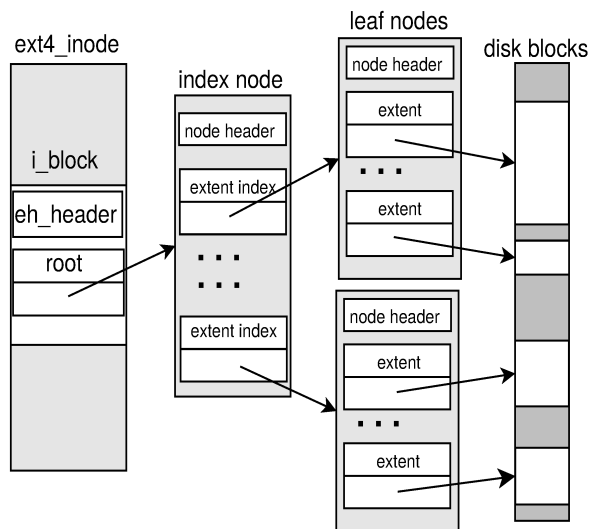 ext4_inode
i_block
eh_header
root
index node
node header
extent index
. . .
. . .
extent index
leaf nodes
node header
extent
. . .
extent
node header
extent
. . .
extent
disk blocks